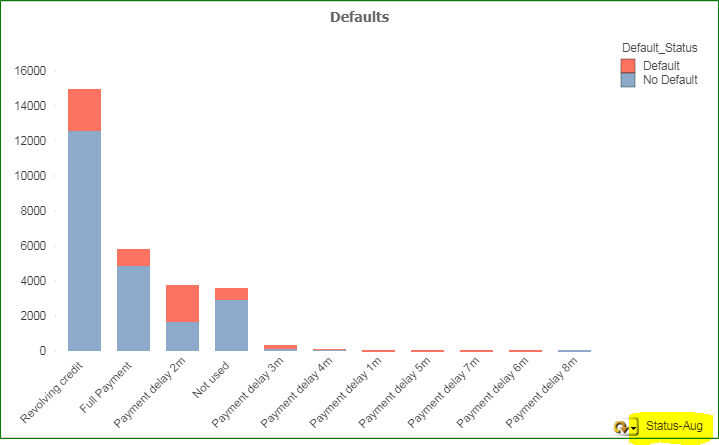 Defaults
Default_Status
Default
No Default
16000
14000
12000
10000
8000
6000
4000
2000
0
Revolving credit
Full Payment
Payment delay 2m
Not used
Payment delay 3m
Payment delay 4m
Payment delay 1m
Payment delay 5m
Payment delay 7m
Payment delay 6m
Payment delay 8m
Status-Aug